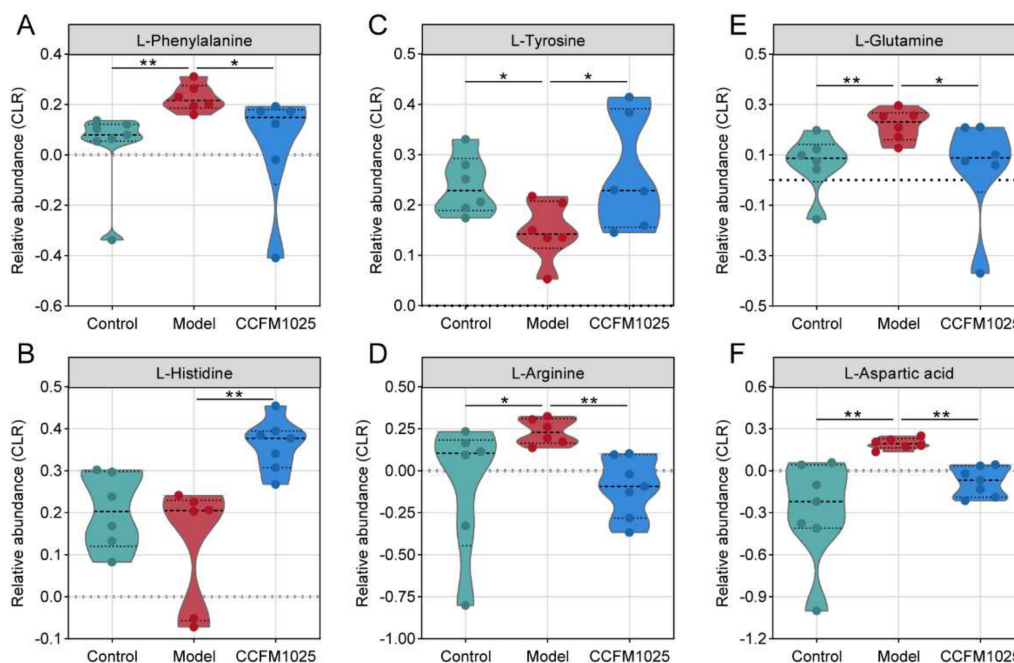 A
L-Phenylalanine
Relative abundance (CLR)
0.4
0.2
0.0
-0.2
-0.4
-0.6
** *
Control Model CCFM1025
C
L-Tyrosine
Relative abundance (CLR)
0.5
0.4
0.3
0.2
0.1
0.0
* *
Control Model CCFM1025
E
L-Glutamine
Relative abundance (CLR)
0.5
0.3
0.1
-0.1
-0.3
-0.5
** *
Control Model CCFM1025
B
L-Histidine
Relative abundance (CLR)
0.5
0.4
0.3
0.2
0.1
0.0
-0.1
**
Control Model CCFM1025
D
L-Arginine
Relative abundance (CLR)
0.50
0.25
0.00
-0.25
-0.50
-0.75
-1.00
* **
Control Model CCFM1025
F
L-Aspartic acid
Relative abundance (CLR)
0.6
0.3
0.0
-0.3
-0.6
-0.9
-1.2
** **
Control Model CCFM1025